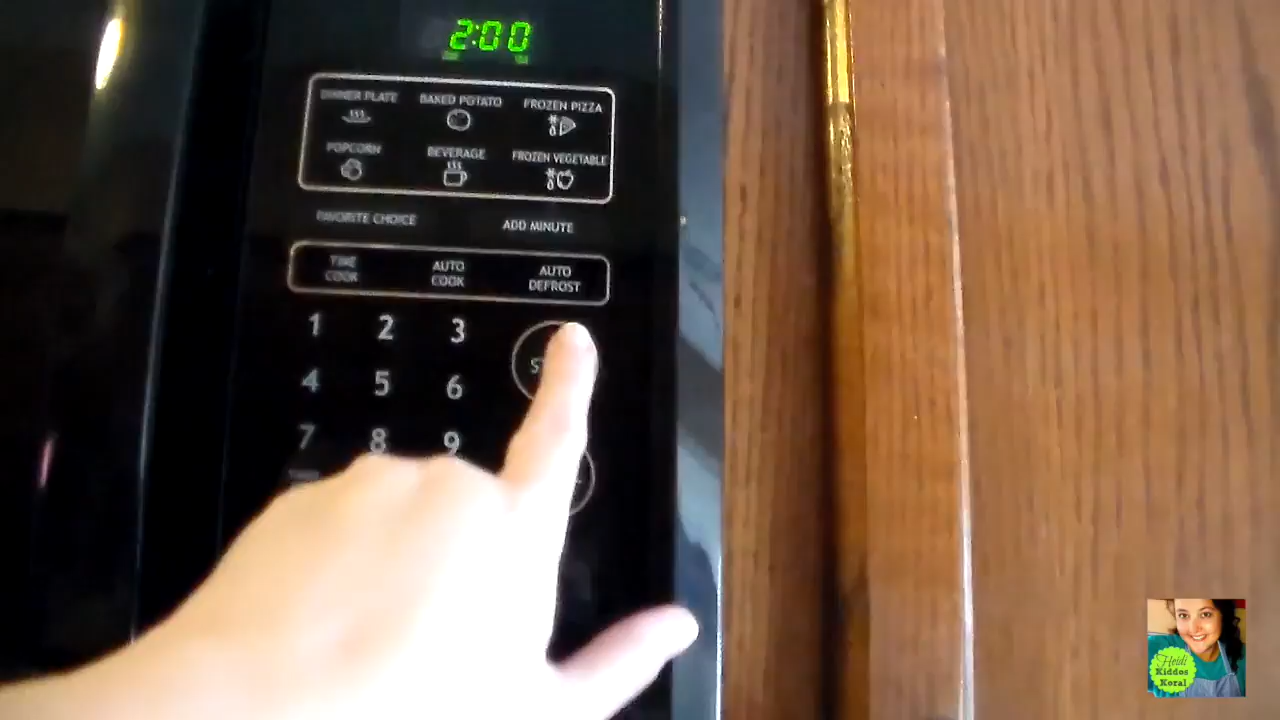 2:00
DINNER PLATE BAKED POTATO FROZEN PIZZA
POPCORN BEVERAGE FROZEN VEGETABLE
FAVORITE CHOICE ADD MINUTE
TIME COOK AUTO COOK AUTO DEFROST
1 2 3
4 5 6
7 8 9
Heidi
Kiddos
Koral